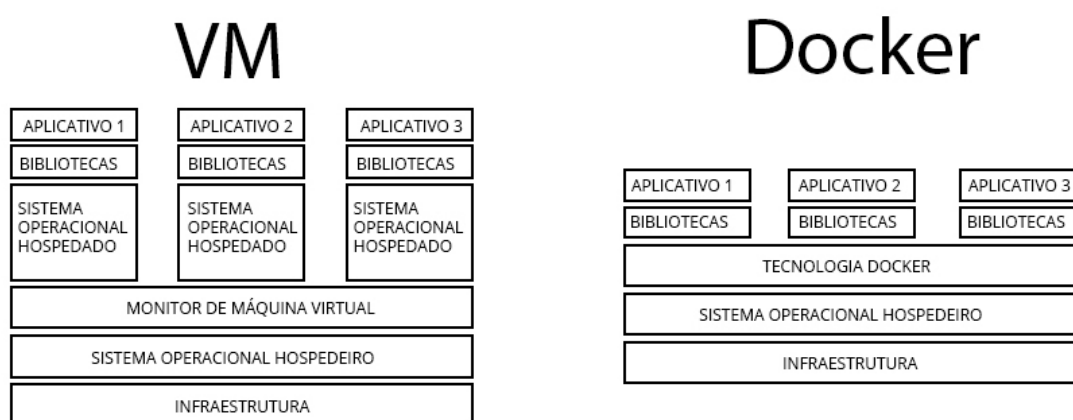 VM
APLICATIVO 1
APLICATIVO 2
APLICATIVO 3
BIBLIOTECAS
BIBLIOTECAS
BIBLIOTECAS
SISTEMA
OPERACIONAL
HOSPEDADO
SISTEMA
OPERACIONAL
HOSPEDADO
SISTEMA
OPERACIONAL
HOSPEDADO
MONITOR DE MÁQUINA VIRTUAL
SISTEMA OPERACIONAL HOSPEDEIRO
INFRAESTRUTURA
Docker
APLICATIVO 1
APLICATIVO 2
APLICATIVO 3
BIBLIOTECAS
BIBLIOTECAS
BIBLIOTECAS
TECNOLOGIA DOCKER
SISTEMA OPERACIONAL HOSPEDEIRO
INFRAESTRUTURA